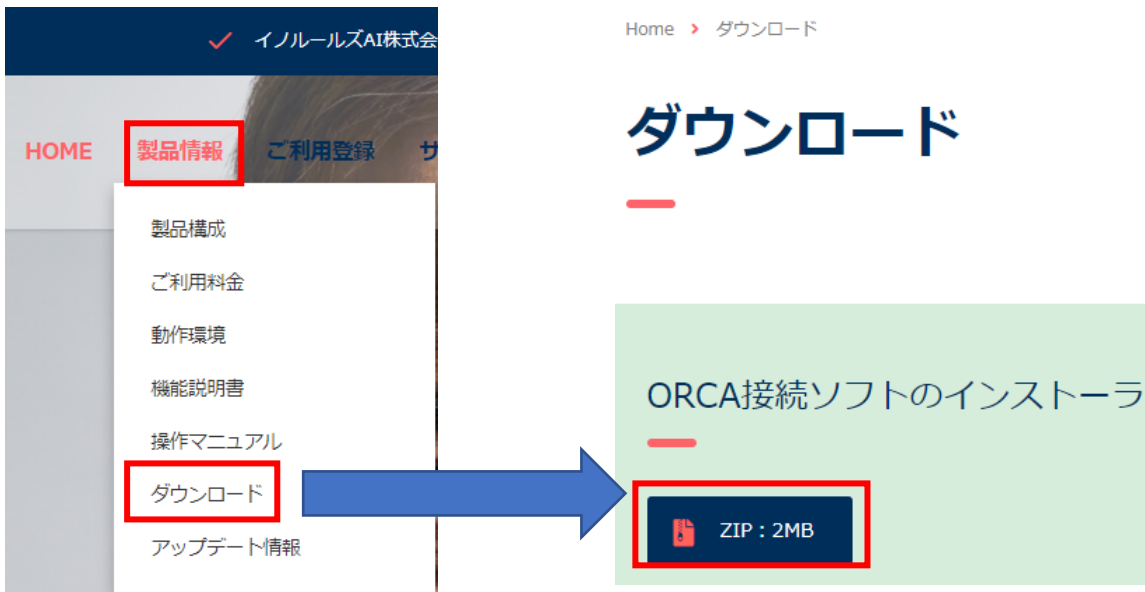 イノルールズAI株式会
HOME 製品情報 ご利用登録 サ
製品構成
ご利用料金
動作環境
機能説明書
操作マニュアル
ダウンロード
アップデート情報
Home > ダウンロード
ダウンロード
ORCA接続ソフトのインストーラ
ZIP：2MB